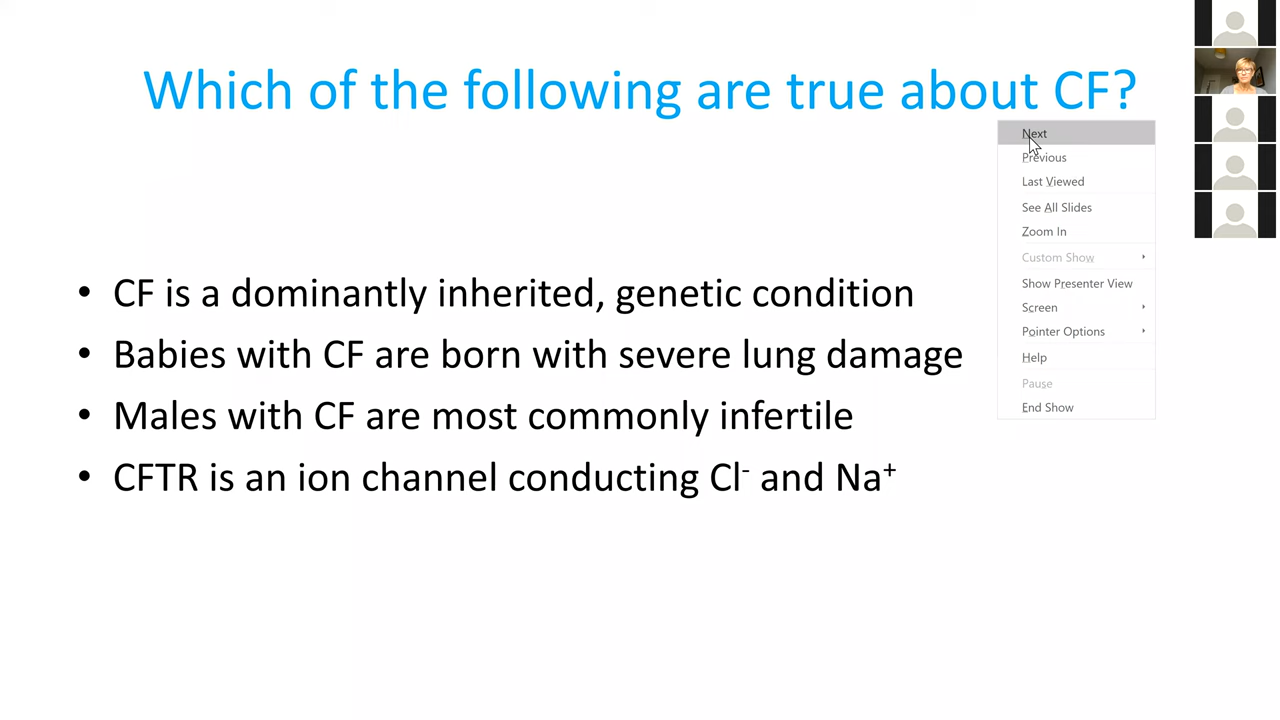 Which of the following are true about CF?
Next
Previous
Last Viewed
See All Slides
Zoom In
Custom Show
Show Presenter View
Screen
Pointer Options
Help
Pause
End Show
• CF is a dominantly inherited, genetic condition
• Babies with CF are born with severe lung damage
• Males with CF are most commonly infertile
• CFTR is an ion channel conducting Cl⁻ and Na⁺